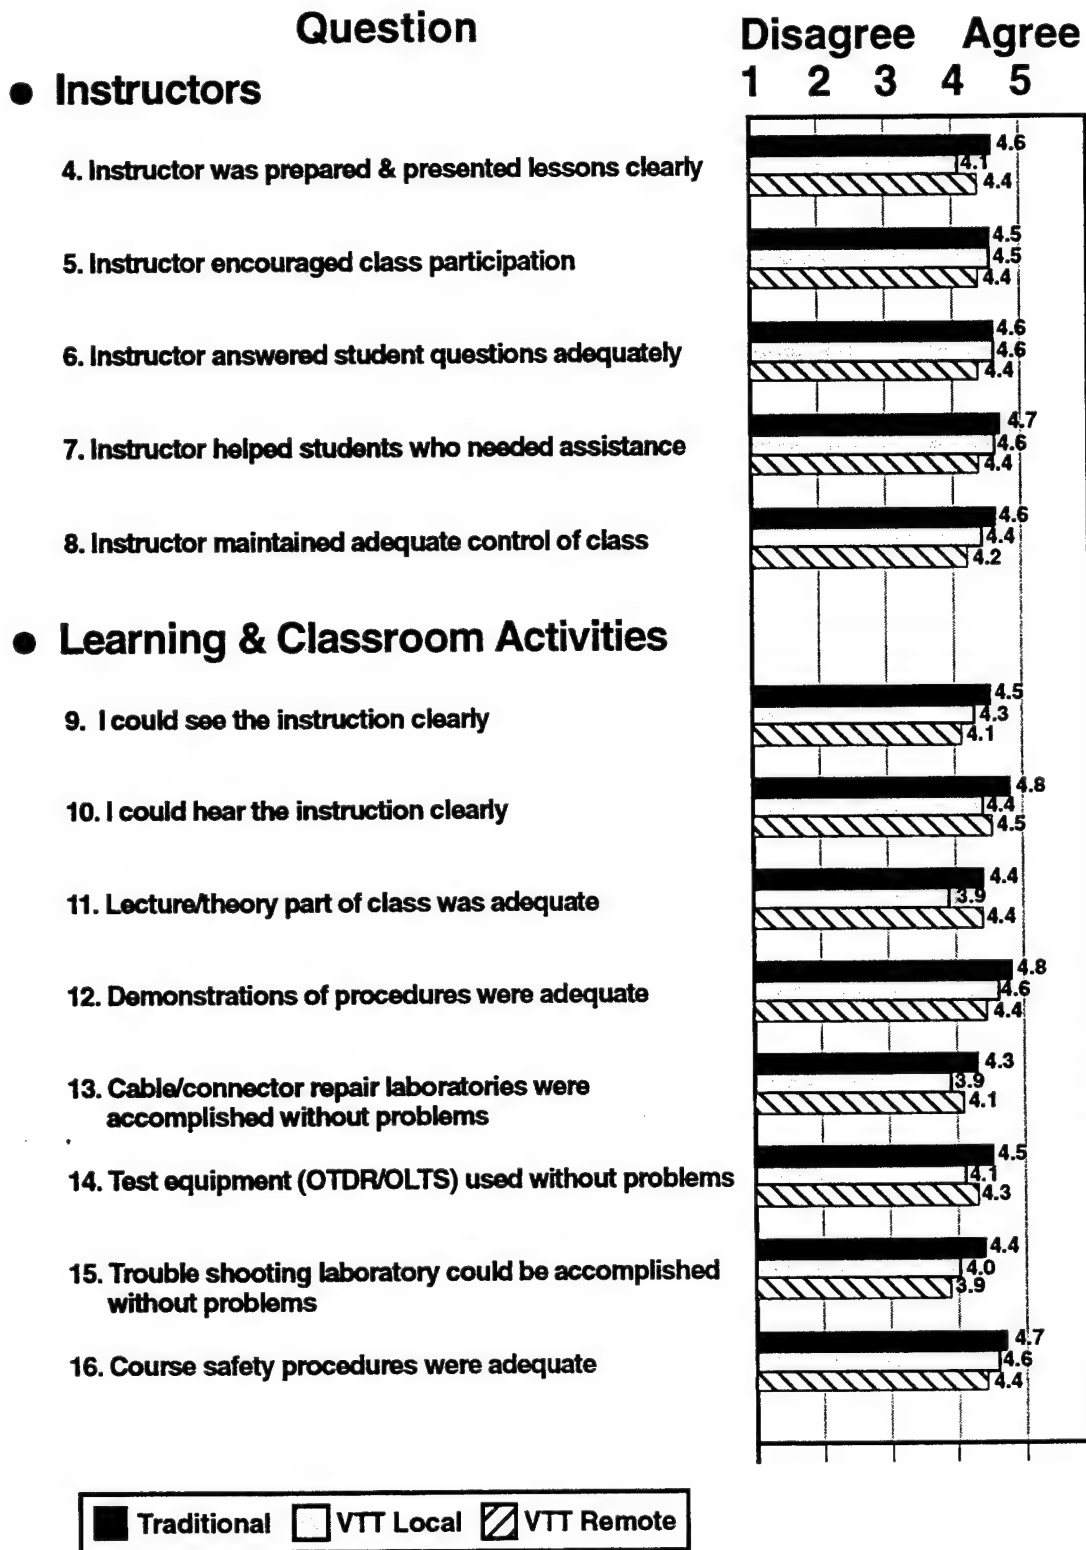 Question
Disagree Agree
1 2 3 4 5
● Instructors
4. Instructor was prepared & presented lessons clearly
4.6
4.1
4.4
5. Instructor encouraged class participation
4.5
4.5
4.4
6. Instructor answered student questions adequately
4.6
4.6
4.4
7. Instructor helped students who needed assistance
4.7
4.6
4.4
8. Instructor maintained adequate control of class
4.6
4.4
4.2
● Learning & Classroom Activities
9. I could see the instruction clearly
4.5
4.3
4.1
10. I could hear the instruction clearly
4.8
4.4
4.5
11. Lecture/theory part of class was adequate
4.4
3.9
4.4
12. Demonstrations of procedures were adequate
4.8
4.6
4.4
13. Cable/connector repair laboratories were
accomplished without problems
4.3
3.9
4.1
14. Test equipment (OTDR/OLTS) used without problems
4.5
4.1
4.3
15. Trouble shooting laboratory could be accomplished
without problems
4.4
4.0
3.9
16. Course safety procedures were adequate
4.7
4.6
4.4
Traditional VTT Local VTT Remote